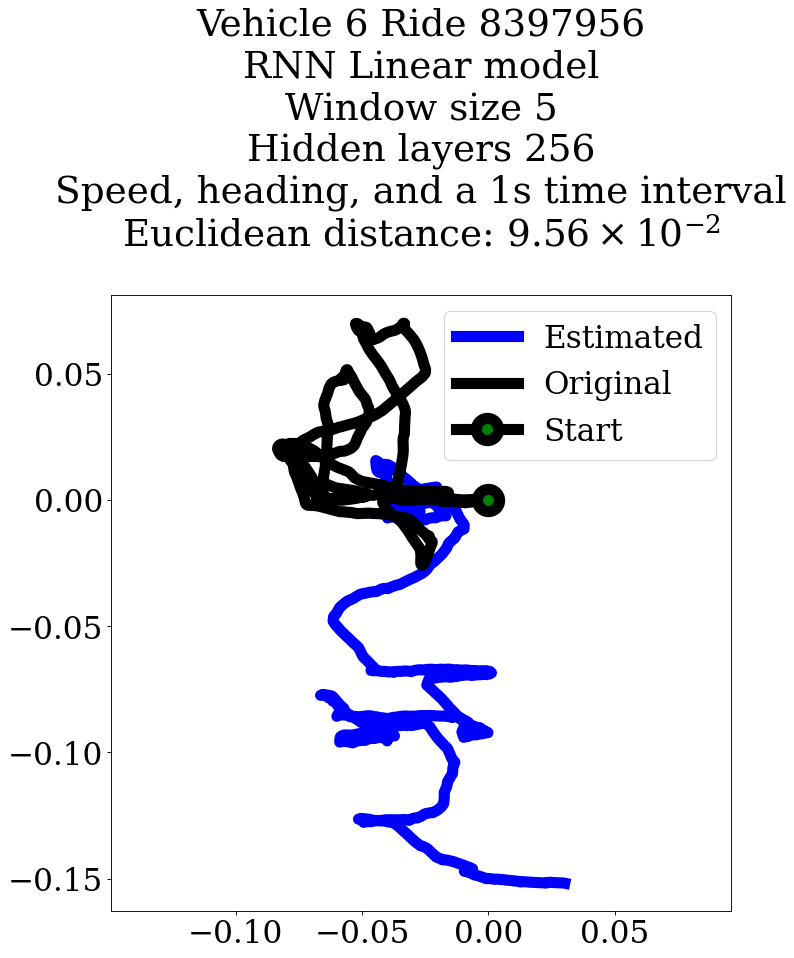 Vehicle 6 Ride 8397956
RNN Linear model
Window size 5
Hidden layers 256
Speed, heading, and a 1s time interval
Euclidean distance: 9.56 × 10⁻²
Estimated
Original
Start
0.05
0.00
−0.05
−0.10
−0.15
−0.10 −0.05 0.00 0.05